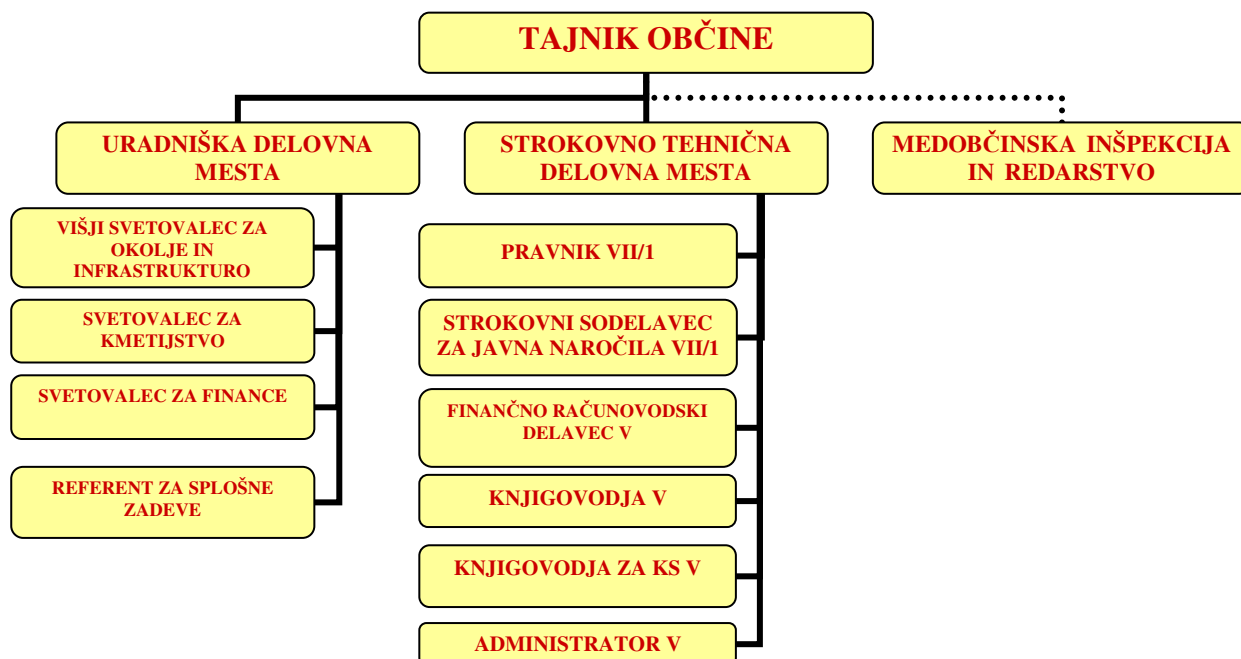 TAJNIK OBČINE
URADNIŠKA DELOVNA
MESTA
STROKOVNO TEHNIČNA
DELOVNA MESTA
MEDOBČINSKA INŠPEKCIJA
IN REDARSTVO
VIŠJI SVETOVALEC ZA
OKOLJE IN
INFRASTRUKTURO
SVETOVALEC ZA
KMETIJSTVO
SVETOVALEC ZA FINANCE
REFERENT ZA SPLOŠNE
ZADEVE
PRAVNIK VII/1
STROKOVNI SODELAVEC
ZA JAVNA NAROČILA VII/1
FINANČNO RAČUNOVODSKI
DELAVEC V
KNJIGOVODJA V
KNJIGOVODJA ZA KS V
ADMINISTRATOR V